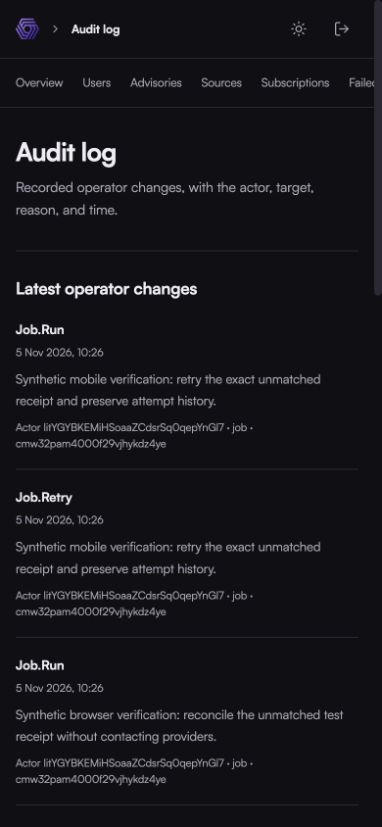 Audit log
Overview Users Advisories Sources Subscriptions Failed
Audit log
Recorded operator changes, with the actor, target,
reason, and time.
Latest operator changes
Job.Run
5 Nov 2026, 10:26
Synthetic mobile verification: retry the exact unmatched
receipt and preserve attempt history.
Actor IitYGYBKEMiHSoaaZCdsrSq0qepYnGl7 · job ·
cmw32pam4000f29vjhykdz4ye
Job.Retry
5 Nov 2026, 10:26
Synthetic mobile verification: retry the exact unmatched
receipt and preserve attempt history.
Actor IitYGYBKEMiHSoaaZCdsrSq0qepYnGl7 · job ·
cmw32pam4000f29vjhykdz4ye
Job.Run
5 Nov 2026, 10:26
Synthetic browser verification: reconcile the unmatched test
receipt without contacting providers.
Actor IitYGYBKEMiHSoaaZCdsrSq0qepYnGl7 · job ·
cmw32pam4000f29vjhykdz4ye